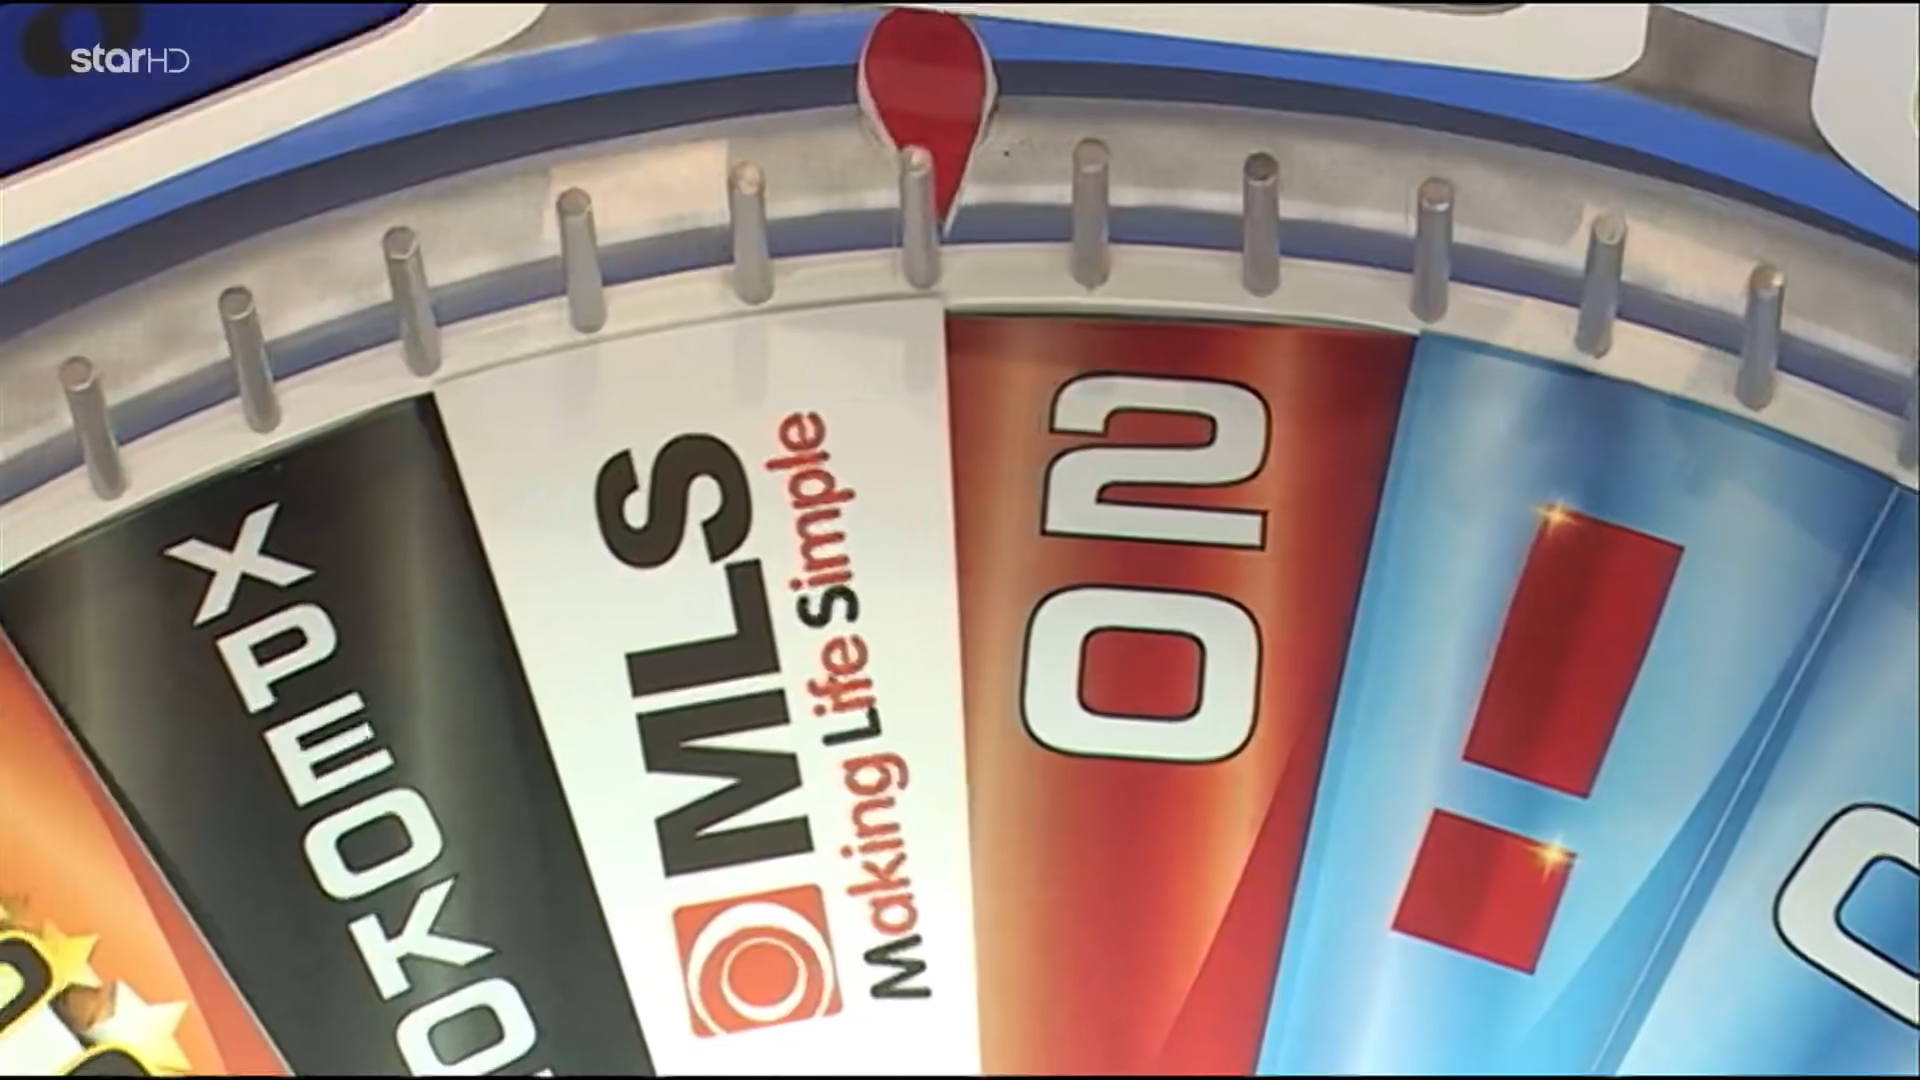 starHD
ΧΡΕΟΚΟ
MLS
Making Life Simple
20
!